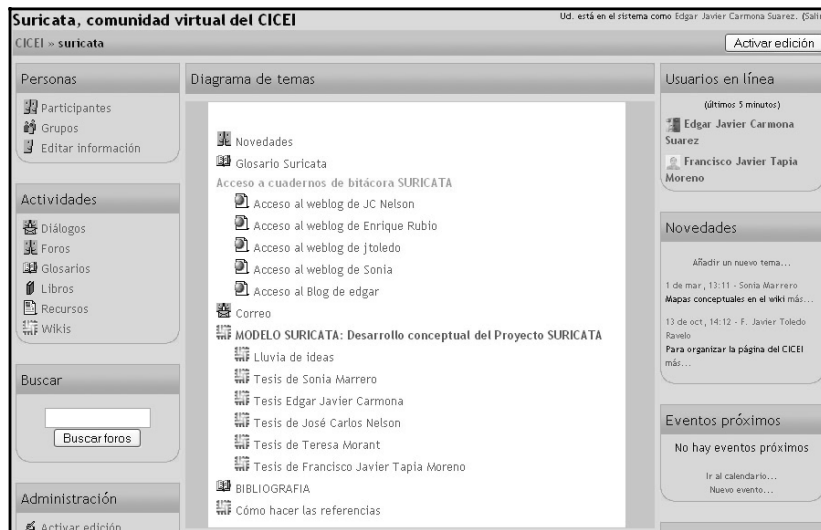 Suricata, comunidad virtual del CICEI
Ud. está en el sistema como Edgar Javier Carmona Suarez. (Salir
CICEI » suricata
Activar edición
Personas
Participantes
Grupos
Editar información
Actividades
Diálogos
Foros
Glosarios
Libros
Recursos
Wikis
Buscar
Buscar foros
Administración
Activar edición
Diagrama de temas
Novedades
Glosario Suricata
Acceso a cuadernos de bitácora SURICATA
Acceso al weblog de JC Nelson
Acceso al weblog de Enrique Rubio
Acceso al weblog de jtoledo
Acceso al weblog de Sonia
Acceso al Blog de edgar
Correo
MODELO SURICATA: Desarrollo conceptual del Proyecto SURICATA
Lluvia de ideas
Tesis de Sonia Marrero
Tesis Edgar Javier Carmona
Tesis de José Carlos Nelson
Tesis de Teresa Morant
Tesis de Francisco Javier Tapia Moreno
BIBLIOGRAFIA
Cómo hacer las referencias
Usuarios en línea
(últimos 5 minutos)
Edgar Javier Carmona
Suarez
Francisco Javier Tapia
Moreno
Novedades
Añadir un nuevo tema...
1 de mar, 13:11 - Sonia Marrero
Mapas conceptuales en el wiki más...
13 de oct, 14:12 - F. Javier Toledo
Ravelo
Para organizar la página del CICEI
más...
Eventos próximos
No hay eventos próximos
Ir al calendario...
Nuevo evento...